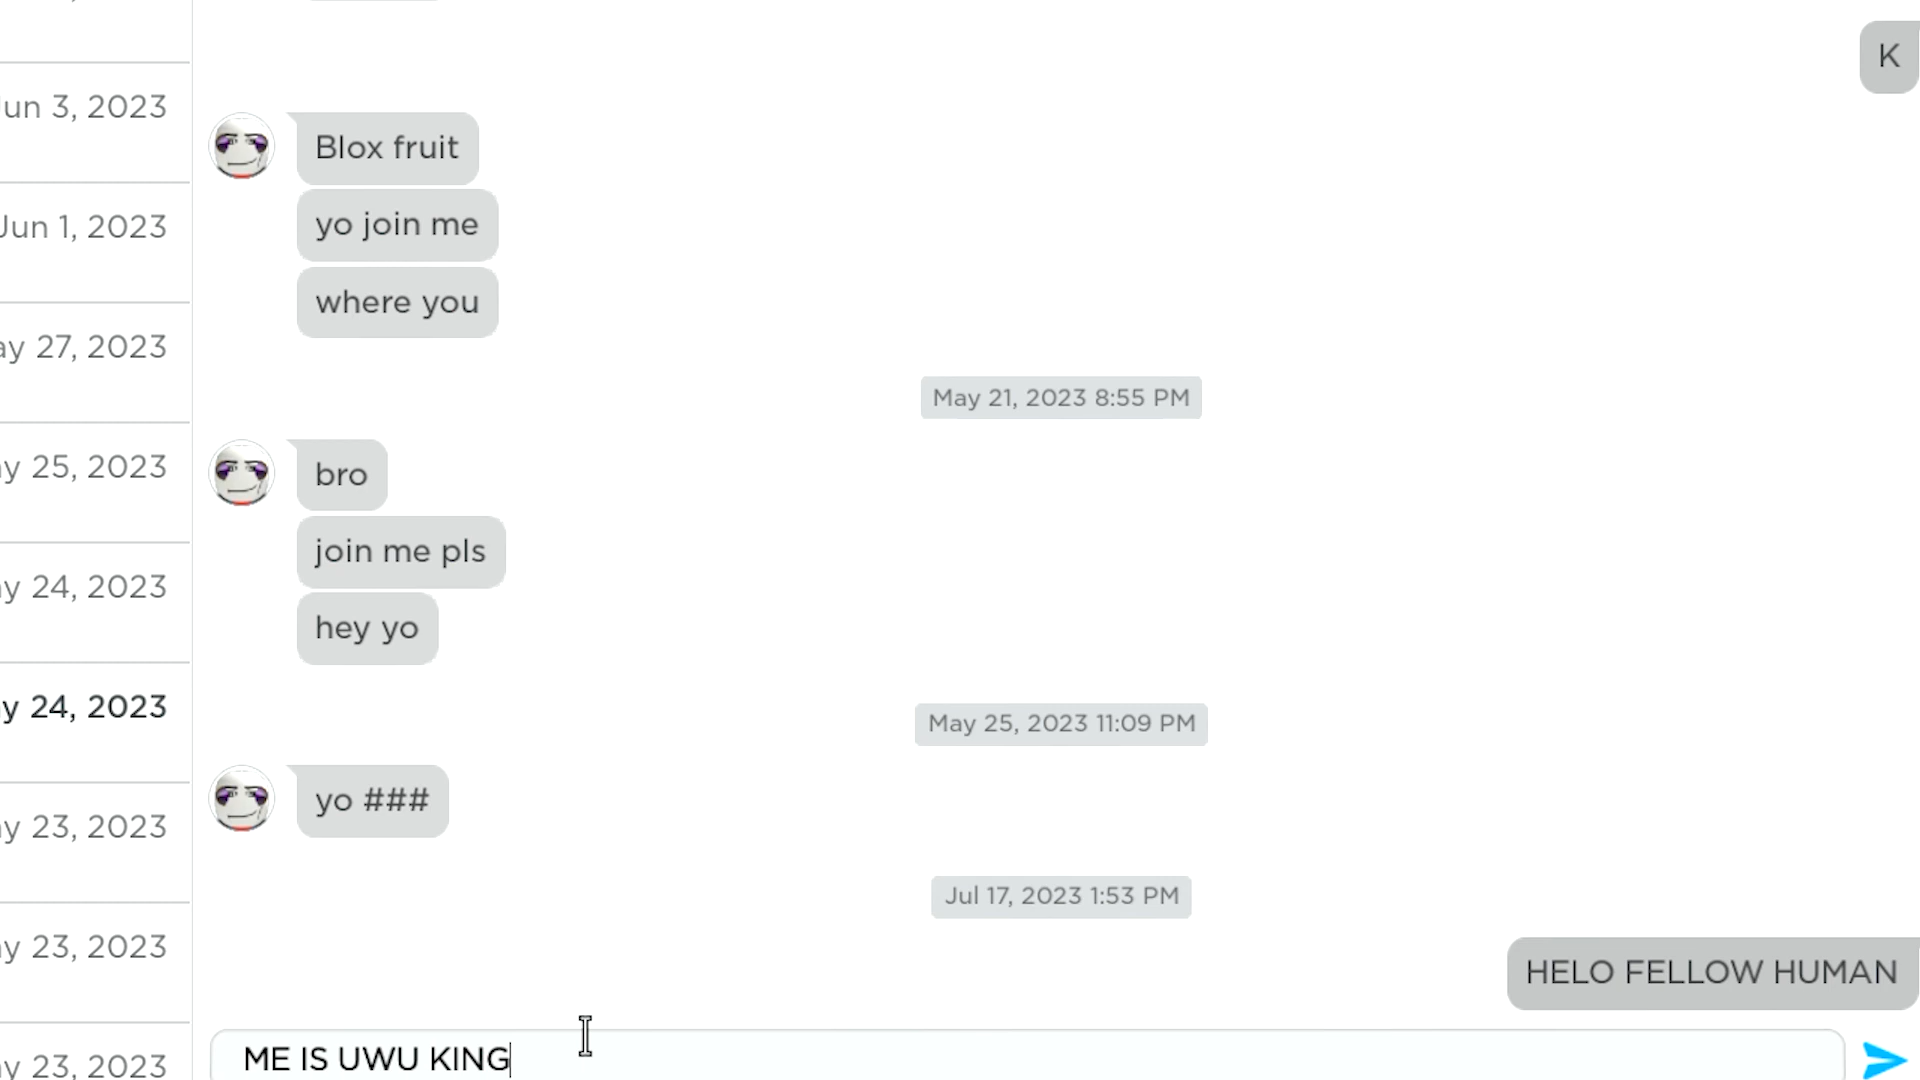 K
Jun 3, 2023
Blox fruit
Jun 1, 2023
yo join me
where you
27, 2023
May 21, 2023 8:55 PM
25, 2023
bro
join me pls
24, 2023
hey yo
24, 2023
May 25, 2023 11:09 PM
yo ###
23, 2023
Jul 17, 2023 1:53 PM
23, 2023
HELO FELLOW HUMAN
23, 2023
ME IS UWU KING